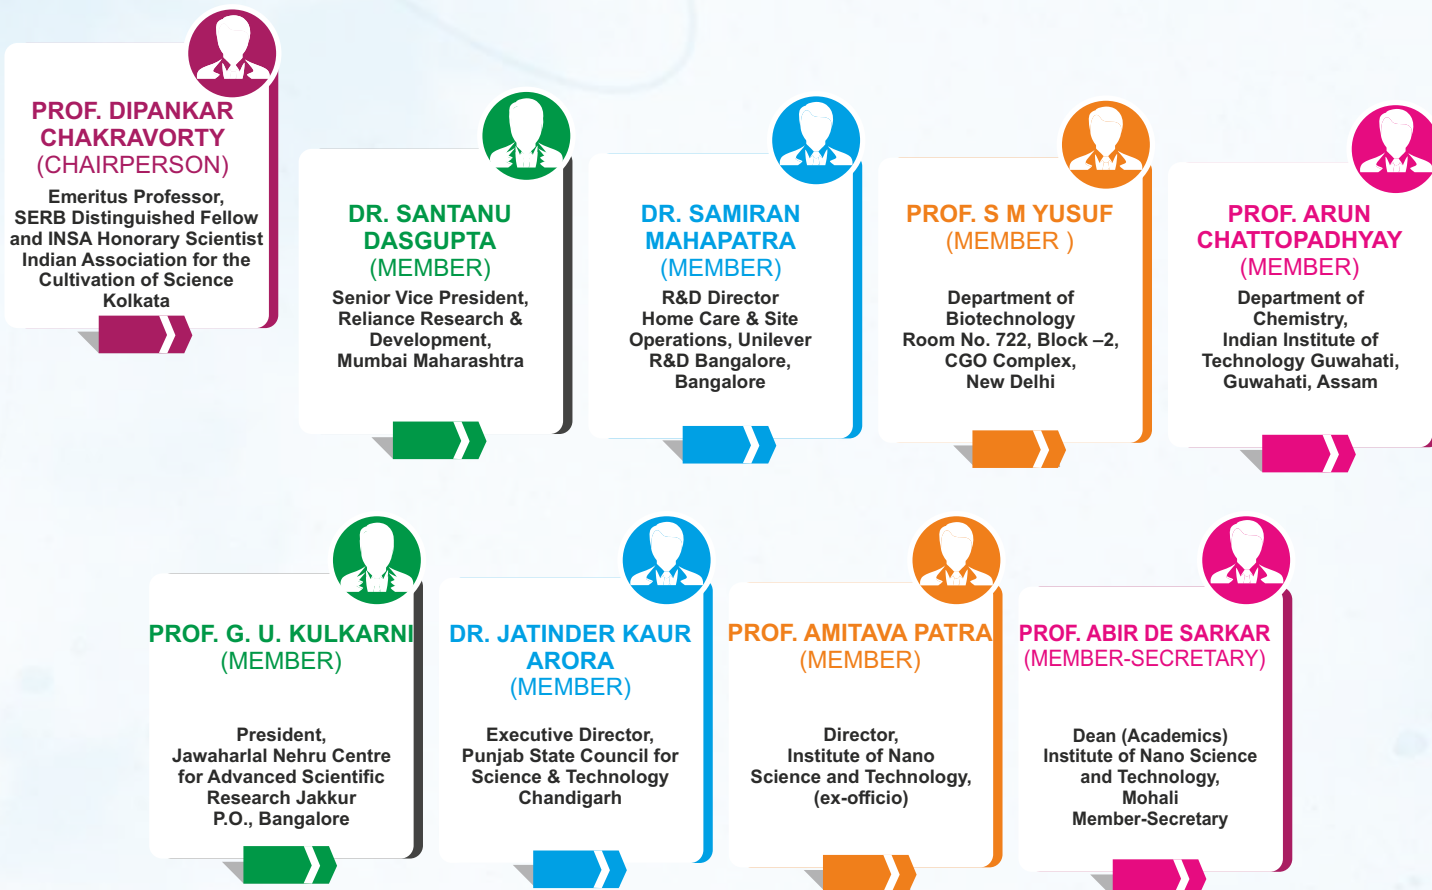 PROF. DIPANKAR
CHAKRAVORTY
(CHAIRPERSON)
Emeritus Professor,
SERB Distinguished Fellow
and INSA Honorary Scientist
Indian Association for the
Cultivation of Science
Kolkata
DR. SANTANU
DASGUPTA
(MEMBER)
Senior Vice President,
Reliance Research &
Development,
Mumbai Maharashtra
DR. SAMIRAN
MAHAPATRA
(MEMBER)
R&D Director
Home Care & Site
Operations, Unilever
R&D Bangalore,
Bangalore
PROF. S M YUSUF
(MEMBER )
Department of
Biotechnology
Room No. 722, Block –2,
CGO Complex,
New Delhi
PROF. ARUN
CHATTOPADHYAY
(MEMBER)
Department of
Chemistry,
Indian Institute of
Technology Guwahati,
Guwahati, Assam
PROF. G. U. KULKARNI
(MEMBER)
President,
Jawaharlal Nehru Centre
for Advanced Scientific
Research Jakkur
P.O., Bangalore
DR. JATINDER KAUR
ARORA
(MEMBER)
Executive Director,
Punjab State Council for
Science & Technology
Chandigarh
PROF. AMITAVA PATRA
(MEMBER)
Director,
Institute of Nano
Science and Technology,
(ex-officio)
PROF. ABIR DE SARKAR
(MEMBER-SECRETARY)
Dean (Academics)
Institute of Nano Science
and Technology,
Mohali
Member-Secretary